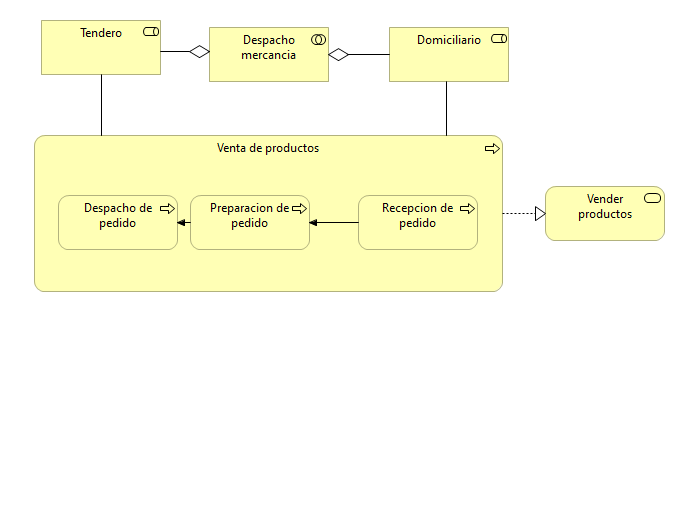 Tendero
Despacho
mercancia
Domiciliario
Venta de productos
Despacho de
pedido
Preparacion de
pedido
Recepcion de
pedido
Vender
productos